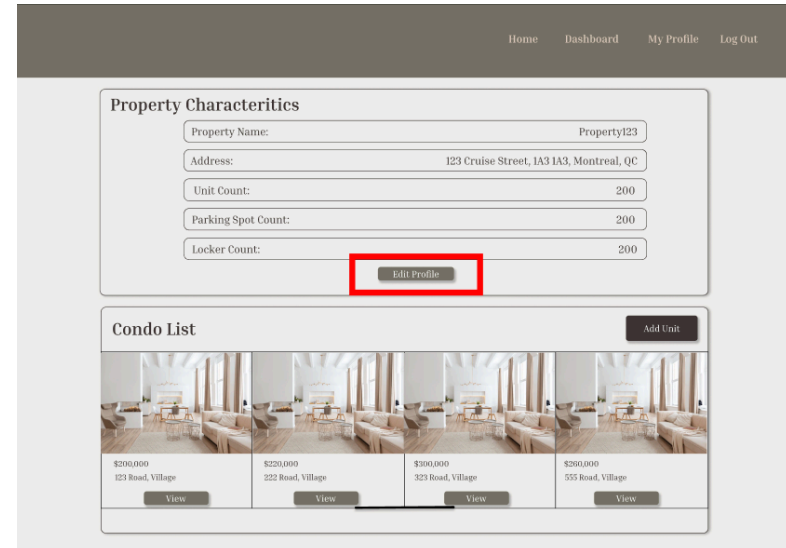 Home Dashboard My Profile Log Out
Property Characteritics
Property Name: Property123
Address: 123 Cruise Street, 1A3 1A3, Montreal, QC
Unit Count: 200
Parking Spot Count: 200
Locker Count: 200
Edit Profile
Condo List
Add Unit
$200,000 $220,000 $300,000 $260,000
123 Road, Village 222 Road, Village 323 Road, Village 555 Road, Village
View View View View